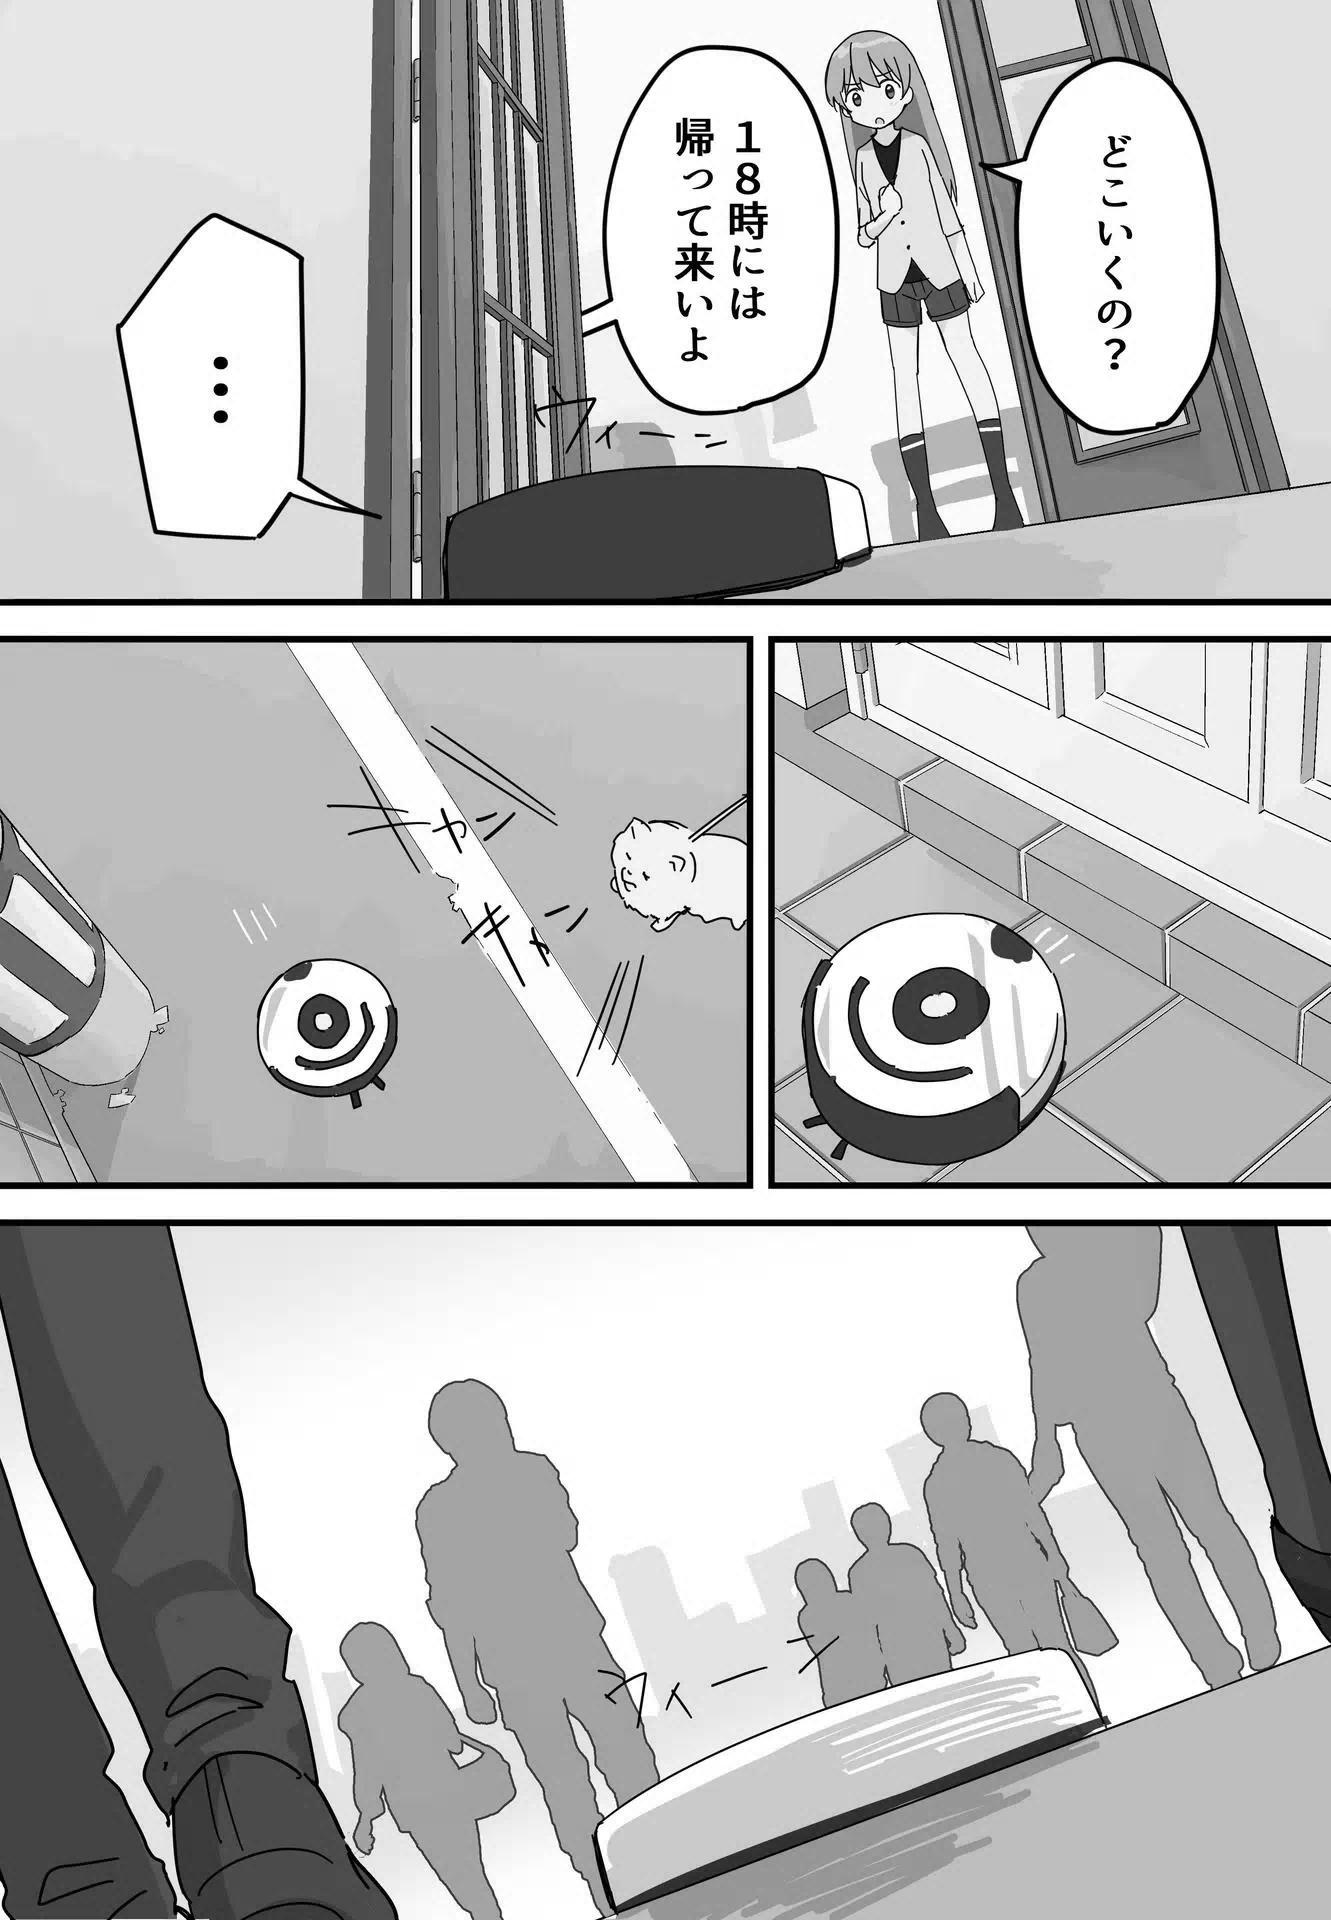 どこいくの？
１８時には
帰って来いよ
…
ウィーン
キャン
キャン
ウィーン